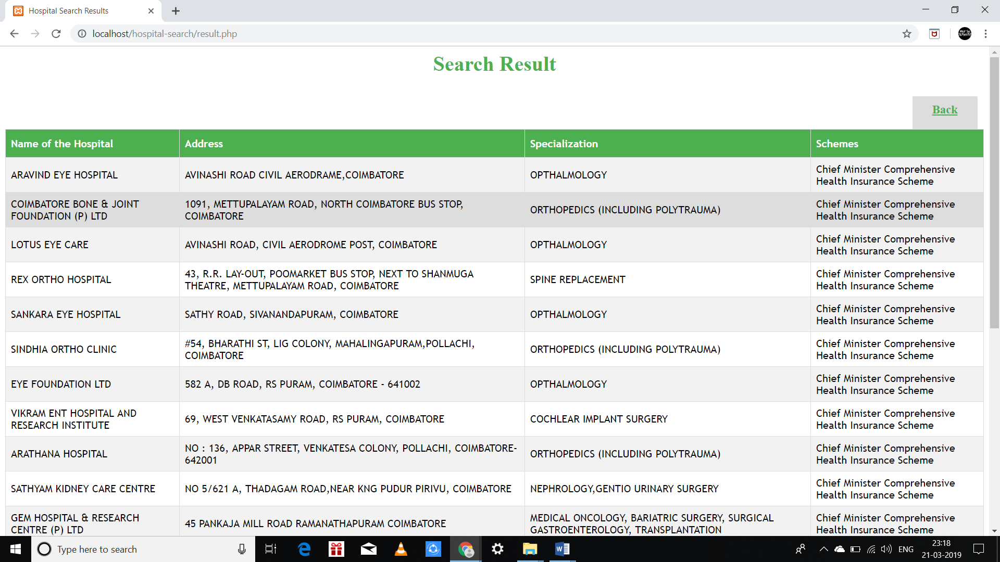 Hospital Search Results
localhost/hospital-search/result.php
Search Result
Back
Name of the Hospital
Address
Specialization
Schemes
ARAVIND EYE HOSPITAL
AVINASHI ROAD CIVIL AERODRAME,COIMBATORE
OPTHALMOLOGY
Chief Minister Comprehensive
Health Insurance Scheme
COIMBATORE BONE & JOINT
FOUNDATION (P) LTD
1091, METTUPALAYAM ROAD, NORTH COIMBATORE BUS STOP,
COIMBATORE
ORTHOPEDICS (INCLUDING POLYTRAUMA)
Chief Minister Comprehensive
Health Insurance Scheme
LOTUS EYE CARE
AVINASHI ROAD, CIVIL AERODROME POST, COIMBATORE
OPTHALMOLOGY
Chief Minister Comprehensive
Health Insurance Scheme
REX ORTHO HOSPITAL
43, R.R. LAY-OUT, POOMARKET BUS STOP, NEXT TO SHANMUGA
THEATRE, METTUPALAYAM ROAD, COIMBATORE
SPINE REPLACEMENT
Chief Minister Comprehensive
Health Insurance Scheme
SANKARA EYE HOSPITAL
SATHY ROAD, SIVANANDAPURAM, COIMBATORE
OPTHALMOLOGY
Chief Minister Comprehensive
Health Insurance Scheme
SINDHIA ORTHO CLINIC
#54, BHARATHI ST, LIG COLONY, MAHALINGAPURAM,POLLACHI,
COIMBATORE
ORTHOPEDICS (INCLUDING POLYTRAUMA)
Chief Minister Comprehensive
Health Insurance Scheme
EYE FOUNDATION LTD
582 A, DB ROAD, RS PURAM, COIMBATORE - 641002
OPTHALMOLOGY
Chief Minister Comprehensive
Health Insurance Scheme
VIKRAM ENT HOSPITAL AND
RESEARCH INSTITUTE
69, WEST VENKATASAMY ROAD, RS PURAM, COIMBATORE
COCHLEAR IMPLANT SURGERY
Chief Minister Comprehensive
Health Insurance Scheme
ARATHANA HOSPITAL
NO : 136, APPAR STREET, VENKATESA COLONY, POLLACHI, COIMBATORE-
642001
ORTHOPEDICS (INCLUDING POLYTRAUMA)
Chief Minister Comprehensive
Health Insurance Scheme
SATHYAM KIDNEY CARE CENTRE
NO 5/621 A, THADAGAM ROAD,NEAR KNG PUDUR PIRIVU, COIMBATORE
NEPHROLOGY,GENTIO URINARY SURGERY
Chief Minister Comprehensive
Health Insurance Scheme
GEM HOSPITAL & RESEARCH
CENTRE (P) LTD
45 PANKAJA MILL ROAD RAMANATHAPURAM COIMBATORE
MEDICAL ONCOLOGY, BARIATRIC SURGERY, SURGICAL
GASTROENTEROLOGY, TRANSPLANTATION
Chief Minister Comprehensive
Health Insurance Scheme
Type here to search
ENG
23:18
21-03-2019